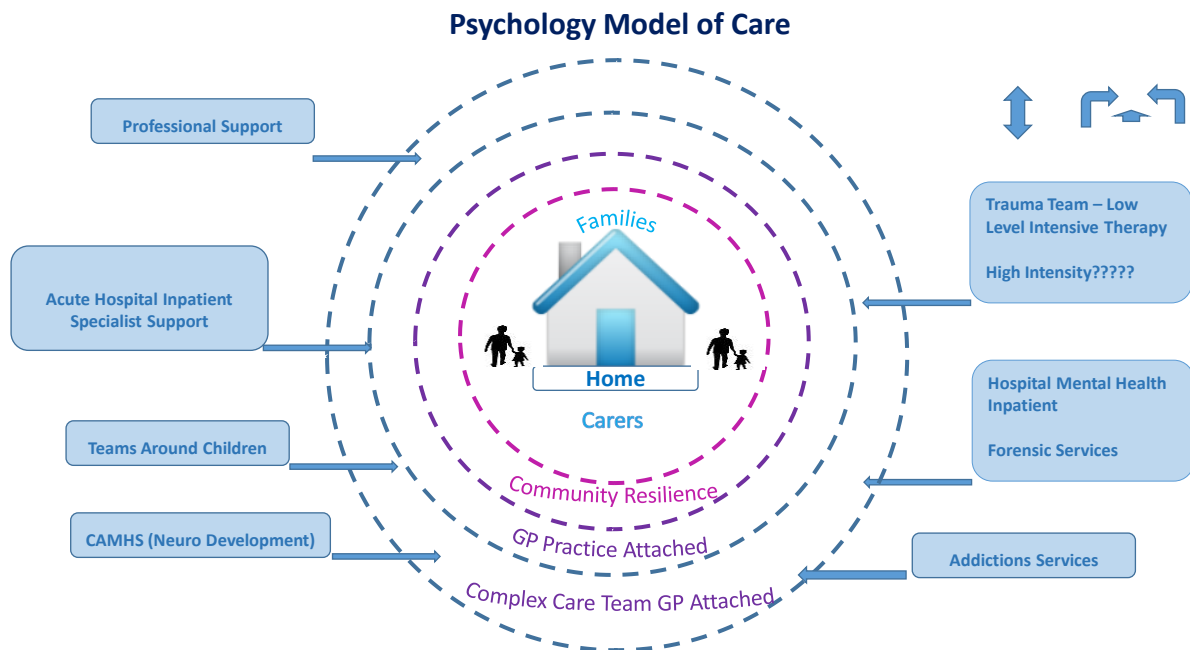 Psychology Model of Care
Professional Support
Acute Hospital Inpatient
Specialist Support
Teams Around Children
CAMHS (Neuro Development)
Families
Home
Carers
Community Resilience
GP Practice Attached
Complex Care Team GP Attached
Trauma Team – Low
Level Intensive Therapy
High Intensity?????
Hospital Mental Health
Inpatient
Forensic Services
Addictions Services